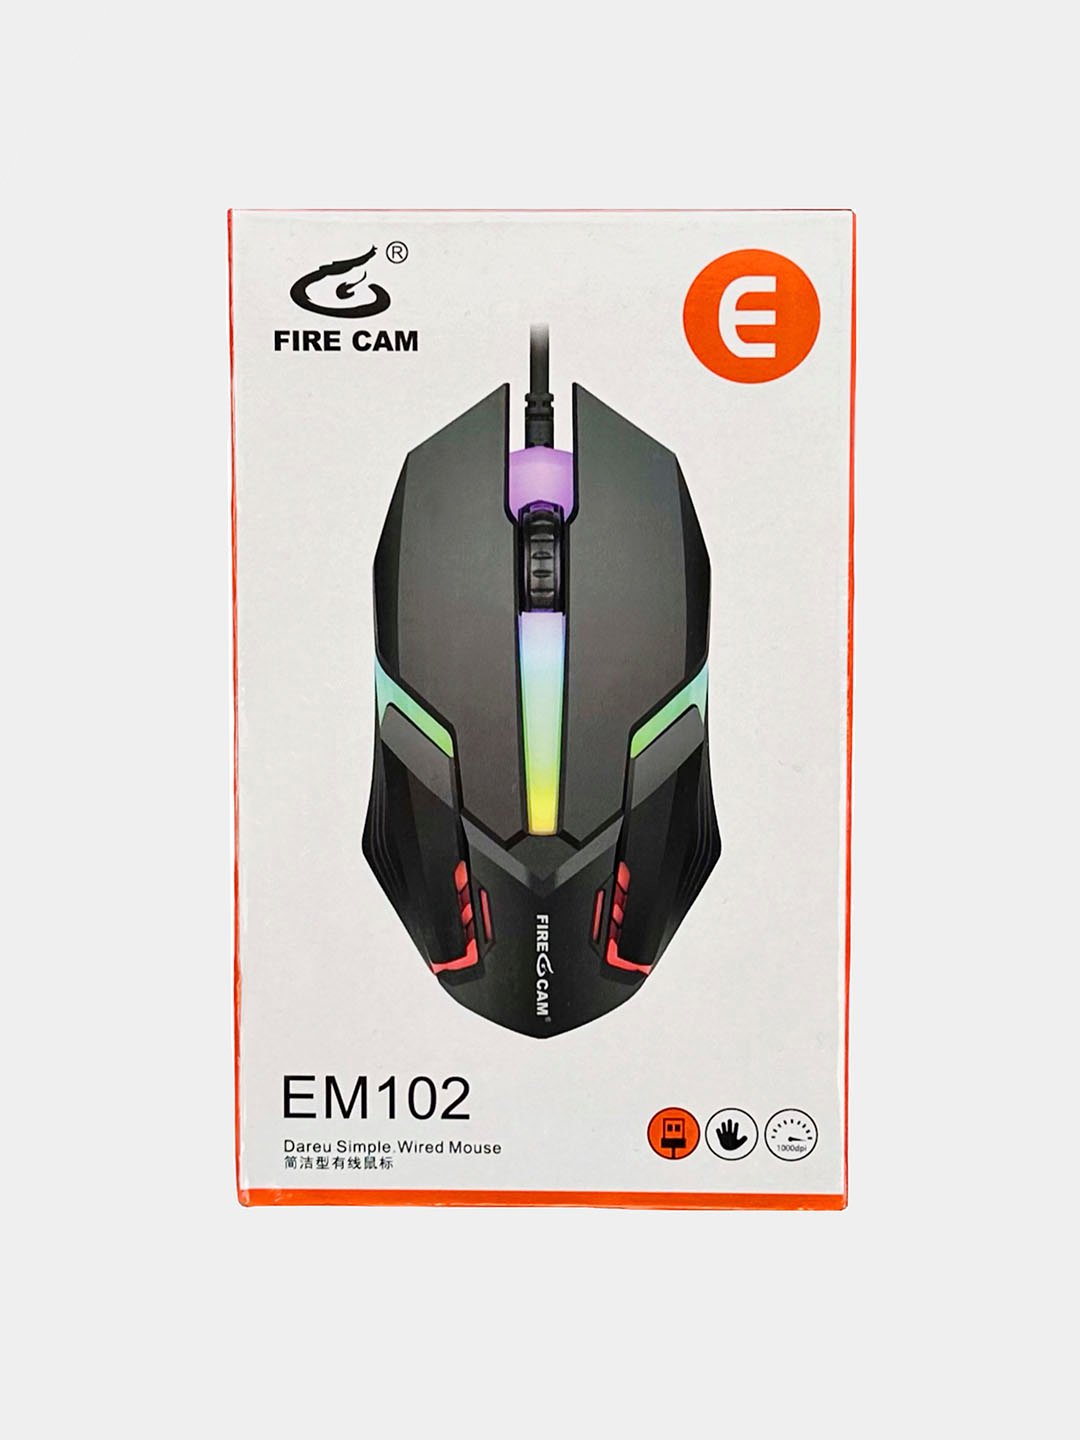 ®
FIRE CAM
E
FIRE CAM®
EM102
Dareu Simple Wired Mouse
简洁型有线鼠标
1000dpi